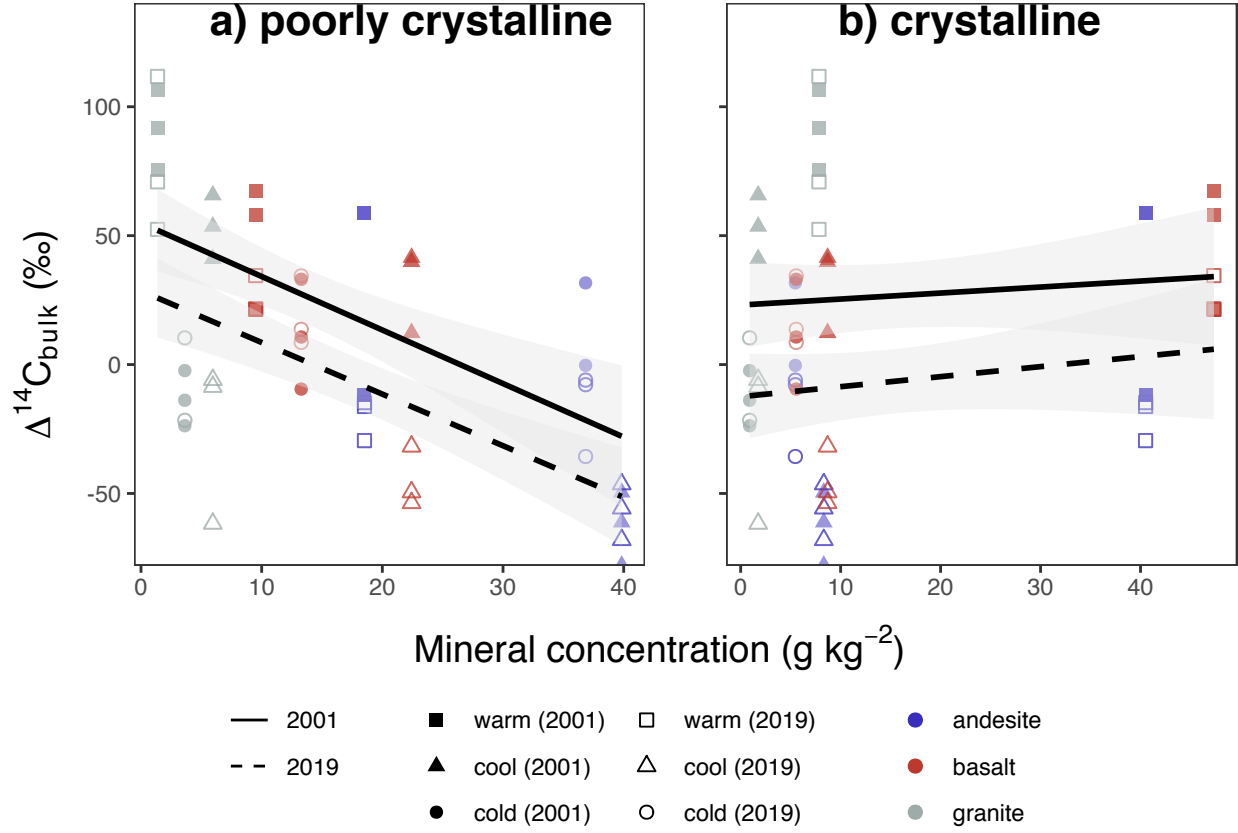 a) poorly crystalline
b) crystalline
Δ¹⁴C_bulk (‰)
100
50
0
-50
0 10 20 30 40
0 10 20 30 40
Mineral concentration (g kg⁻²)
2001 warm (2001) warm (2019) andesite
2019 cool (2001) cool (2019) basalt
cold (2001) cold (2019) granite